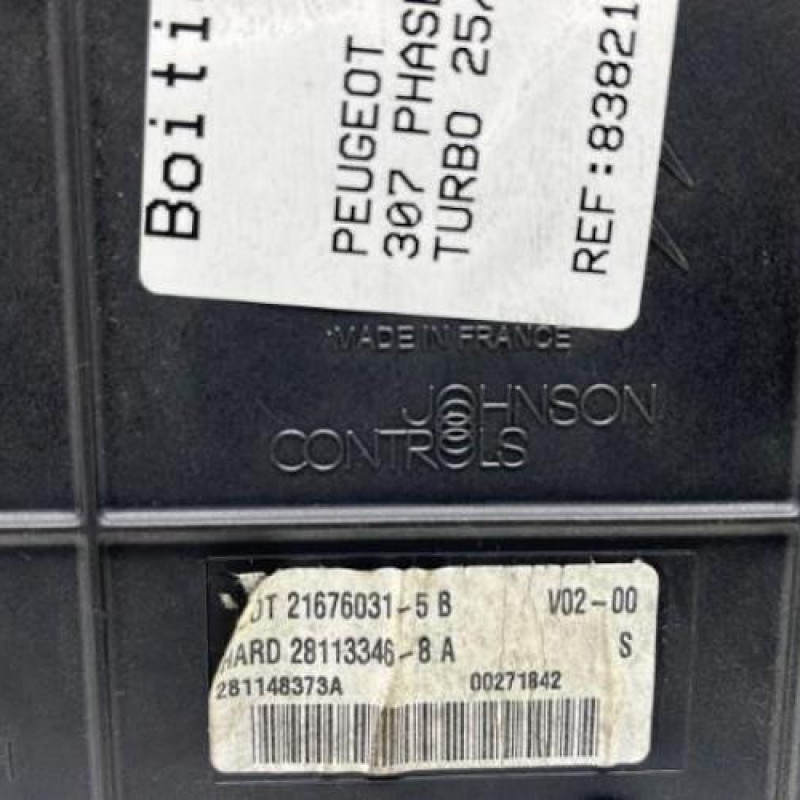 Boiti
PEUGEOT
307 PHASE
TURBO 25/
REF:83821
MADE IN FRANCE
JOHNSON
CONTROLS
OT 21676031-5 B V02-00
HARD 28113346-8 A S
281148373A 00271842